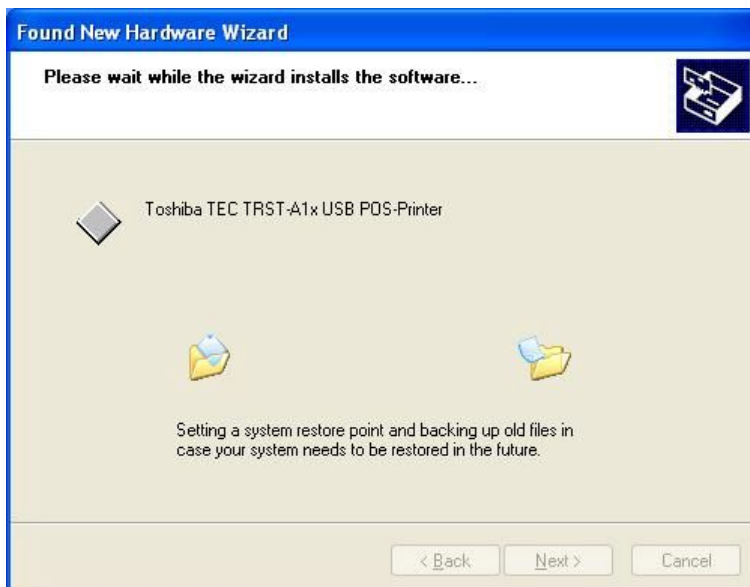 Found New Hardware Wizard
Please wait while the wizard installs the software...
Toshiba TEC TRST-A1x USB POS-Printer
Setting a system restore point and backing up old files in
case your system needs to be restored in the future.
< Back Next > Cancel